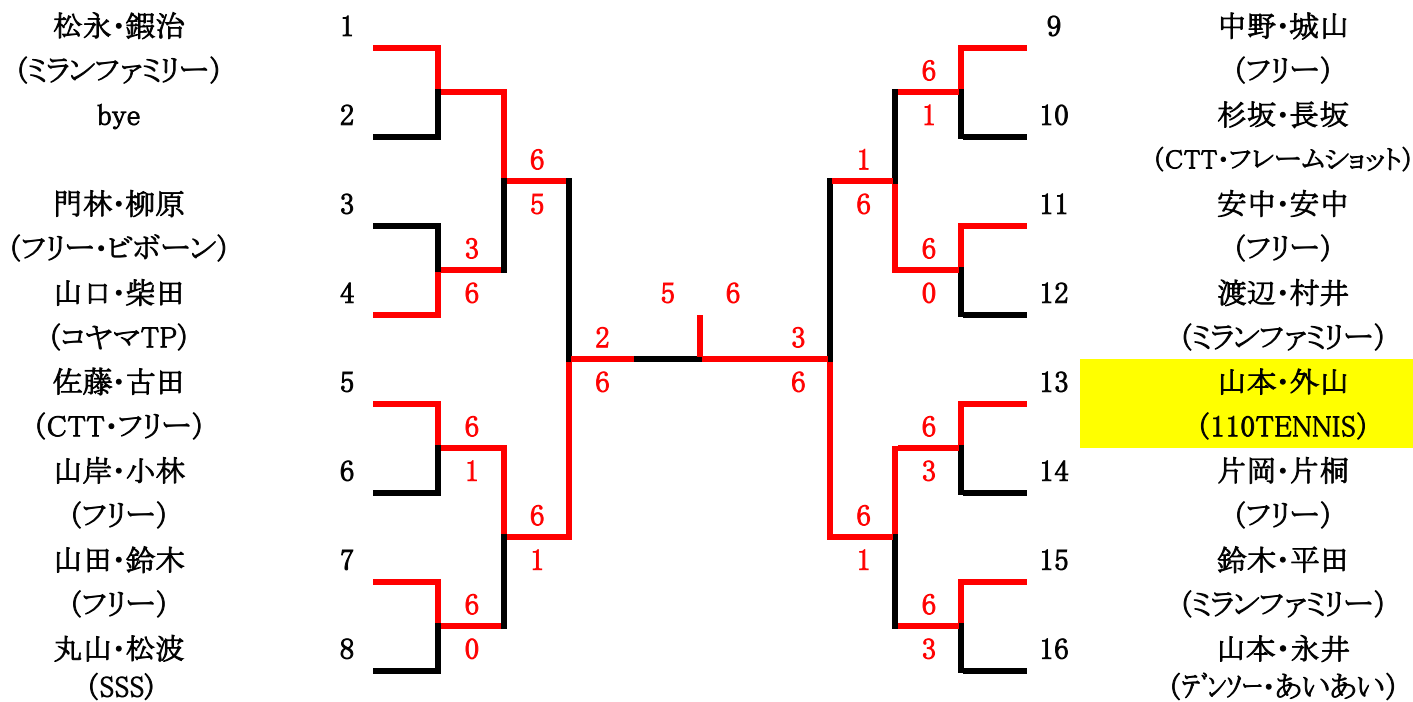 松永・鍜治 1
(ミランファミリー)
bye 2
門林・柳原 3
(フリー・ビボーン)
山口・柴田 4
(コヤマTP)
佐藤・古田 5
(CTT・フリー)
山岸・小林 6
(フリー)
山田・鈴木 7
(フリー)
丸山・松波 8
(SSS)
6
5
3
6
2
6
6
1
6
1
6
0
5 6
9 中野・城山
(フリー)
10 杉坂・長坂
(CTT・フレームショット)
11 安中・安中
(フリー)
12 渡辺・村井
(ミランファミリー)
13 山本・外山
(110TENNIS)
14 片岡・片桐
(フリー)
15 鈴木・平田
(ミランファミリー)
16 山本・永井
(デンソー・あいあい)
6
1
1
6
6
0
3
6
6
3
6
1
6
3